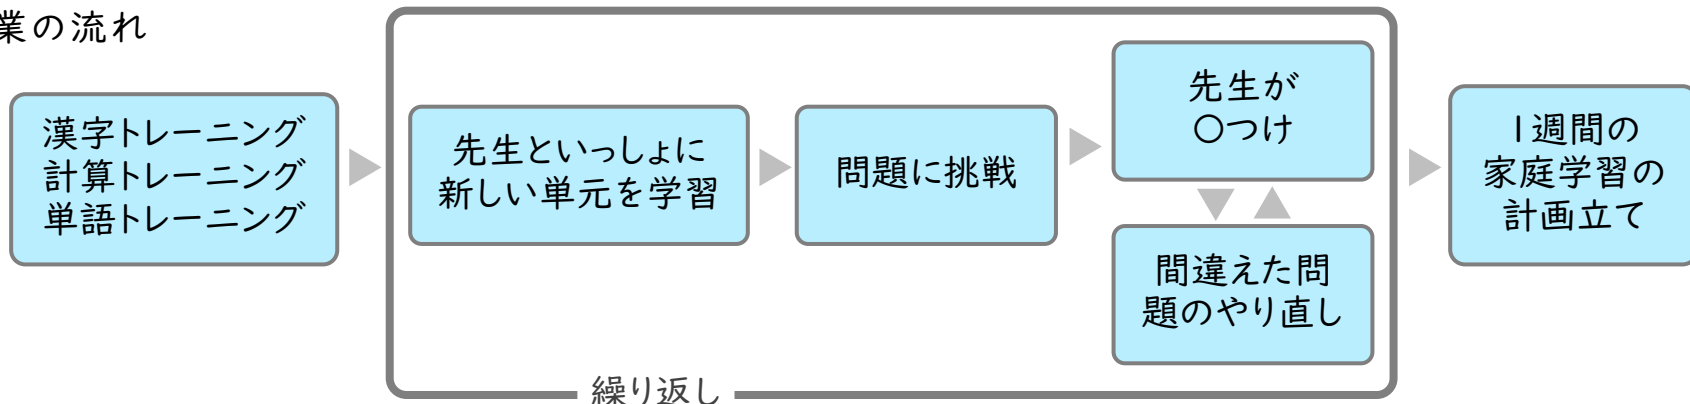 業の流れ
漢字トレーニング
計算トレーニング
単語トレーニング
先生といっしょに
新しい単元を学習
問題に挑戦
先生が
〇つけ
間違えた問
題のやり直し
繰り返し
1週間の
家庭学習の
計画立て